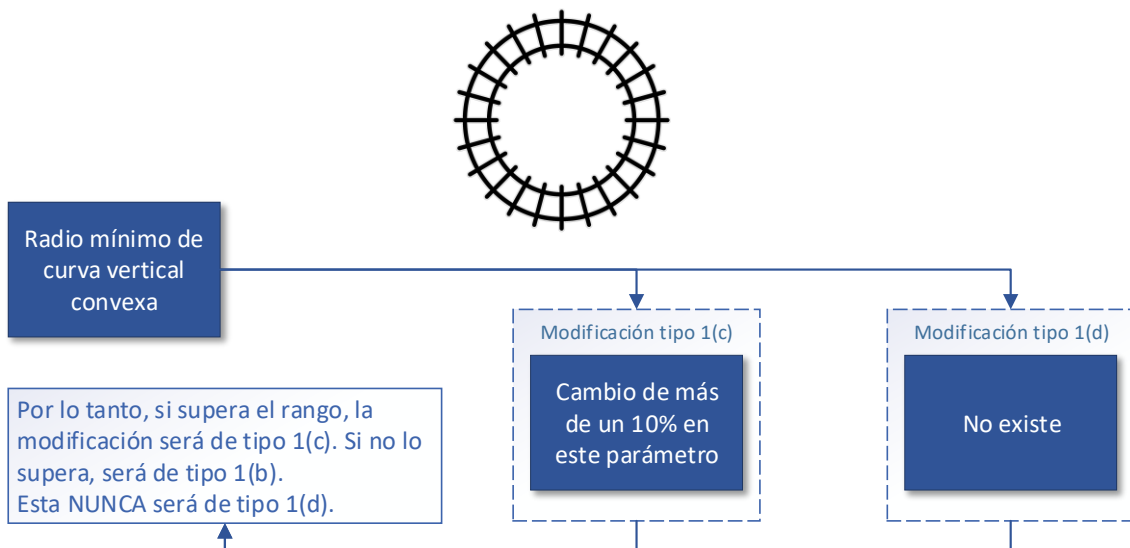 Radio mínimo de
curva vertical
convexa
Modificación tipo 1(c)
Cambio de más
de un 10% en
este parámetro
Modificación tipo 1(d)
No existe
Por lo tanto, si supera el rango, la
modificación será de tipo 1(c). Si no lo
supera, será de tipo 1(b).
Esta NUNCA será de tipo 1(d).